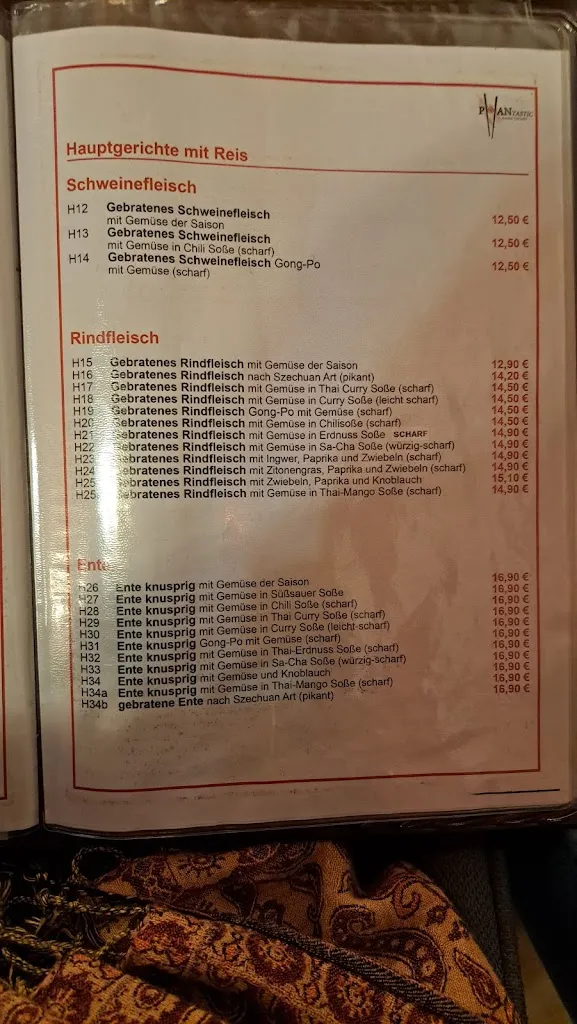 P ANTASTIC
Hauptgerichte mit Reis
Schweinefleisch
H12 Gebratenes Schweinefleisch
mit Gemüse der Saison 12,50 €
H13 Gebratenes Schweinefleisch
mit Gemüse in Chili Soße (scharf) 12,50 €
H14 Gebratenes Schweinefleisch Gong-Po
mit Gemüse (scharf) 12,50 €
Rindfleisch
H15 Gebratenes Rindfleisch mit Gemüse der Saison 12,90 €
H16 Gebratenes Rindfleisch nach Szechuan Art (pikant) 14,20 €
H17 Gebratenes Rindfleisch mit Gemüse in Thai Curry Soße (scharf) 14,50 €
H18 Gebratenes Rindfleisch mit Gemüse in Curry Soße (leicht scharf) 14,50 €
H19 Gebratenes Rindfleisch Gong-Po mit Gemüse (scharf) 14,50 €
H20 Gebratenes Rindfleisch mit Gemüse in Chilisoße (scharf) 14,50 €
H21 Gebratenes Rindfleisch mit Gemüse in Erdnuss Soße SCHARF 14,90 €
H22 Gebratenes Rindfleisch mit Gemüse in Sa-Cha Soße (würzig-scharf) 14,90 €
H23 Gebratenes Rindfleisch mit Ingwer, Paprika und Zwiebeln (scharf) 14,90 €
H24 Gebratenes Rindfleisch mit Zitonengras, Paprika und Zwiebeln (scharf) 14,90 €
H25 Gebratenes Rindfleisch mit Zwiebeln, Paprika und Knoblauch 15,10 €
H25 Gebratenes Rindfleisch mit Gemüse in Thai-Mango Soße (scharf) 14,90 €
Ente
H26 Ente knusprig mit Gemüse der Saison 16,90 €
H27 Ente knusprig mit Gemüse in Süßsauer Soße 16,90 €
H28 Ente knusprig mit Gemüse in Chili Soße (scharf) 16,90 €
H29 Ente knusprig mit Gemüse in Thai Curry Soße (scharf) 16,90 €
H30 Ente knusprig mit Gemüse in Curry Soße (leicht-scharf) 16,90 €
H31 Ente knusprig Gong-Po mit Gemüse (scharf) 16,90 €
H32 Ente knusprig mit Gemüse in Thai-Erdnuss Soße (scharf) 16,90 €
H33 Ente knusprig mit Gemüse in Sa-Cha Soße (würzig-scharf) 16,90 €
H34 Ente knusprig mit Gemüse und Knoblauch 16,90 €
H34a Ente knusprig mit Gemüse in Thai-Mango Soße (scharf) 16,90 €
H34b gebratene Ente nach Szechuan Art (pikant) 16,90 €